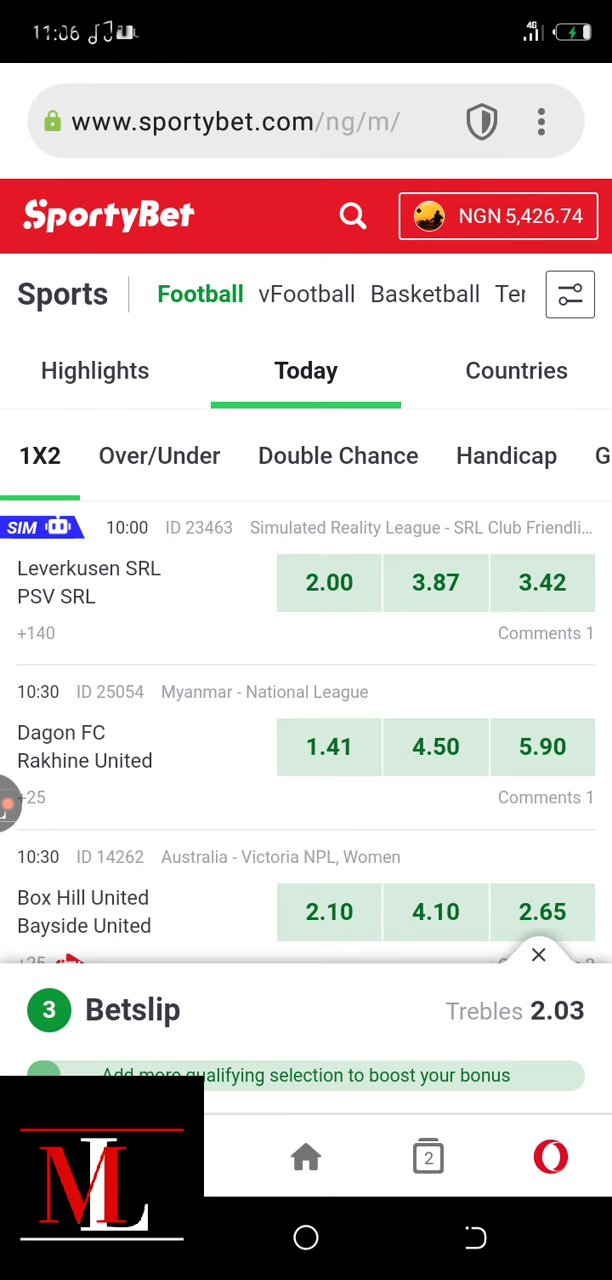 11:06
4G
www.sportybet.com/ng/m/
SportyBet
NGN 5,426.74
Sports Football vFootball Basketball Ter
Highlights Today Countries
1X2 Over/Under Double Chance Handicap G
SIM 10:00 ID 23463 Simulated Reality League - SRL Club Friendli...
Leverkusen SRL
PSV SRL
2.00 3.87 3.42
+140 Comments 1
10:30 ID 25054 Myanmar - National League
Dagon FC
Rakhine United
1.41 4.50 5.90
+25 Comments 1
10:30 ID 14262 Australia - Victoria NPL, Women
Box Hill United
Bayside United
2.10 4.10 2.65
+25
3 Betslip Trebles 2.03
Add more qualifying selection to boost your bonus
ML
2